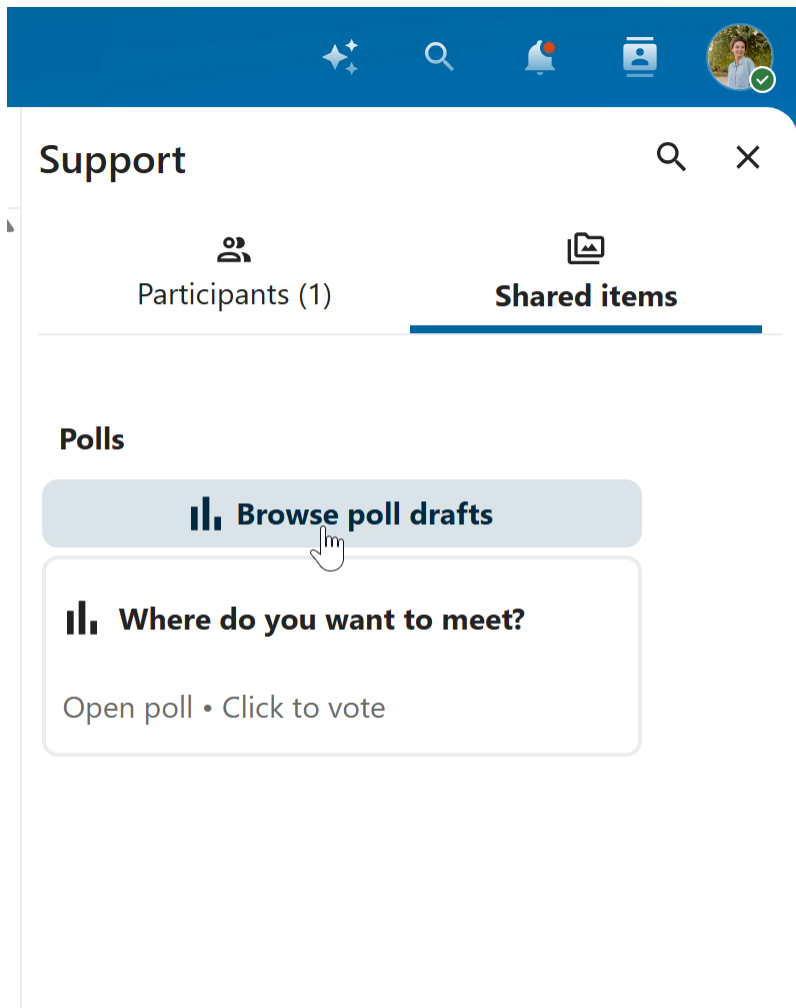 Support
Participants (1)
Shared items
Polls
Browse poll drafts
Where do you want to meet?
Open poll • Click to vote